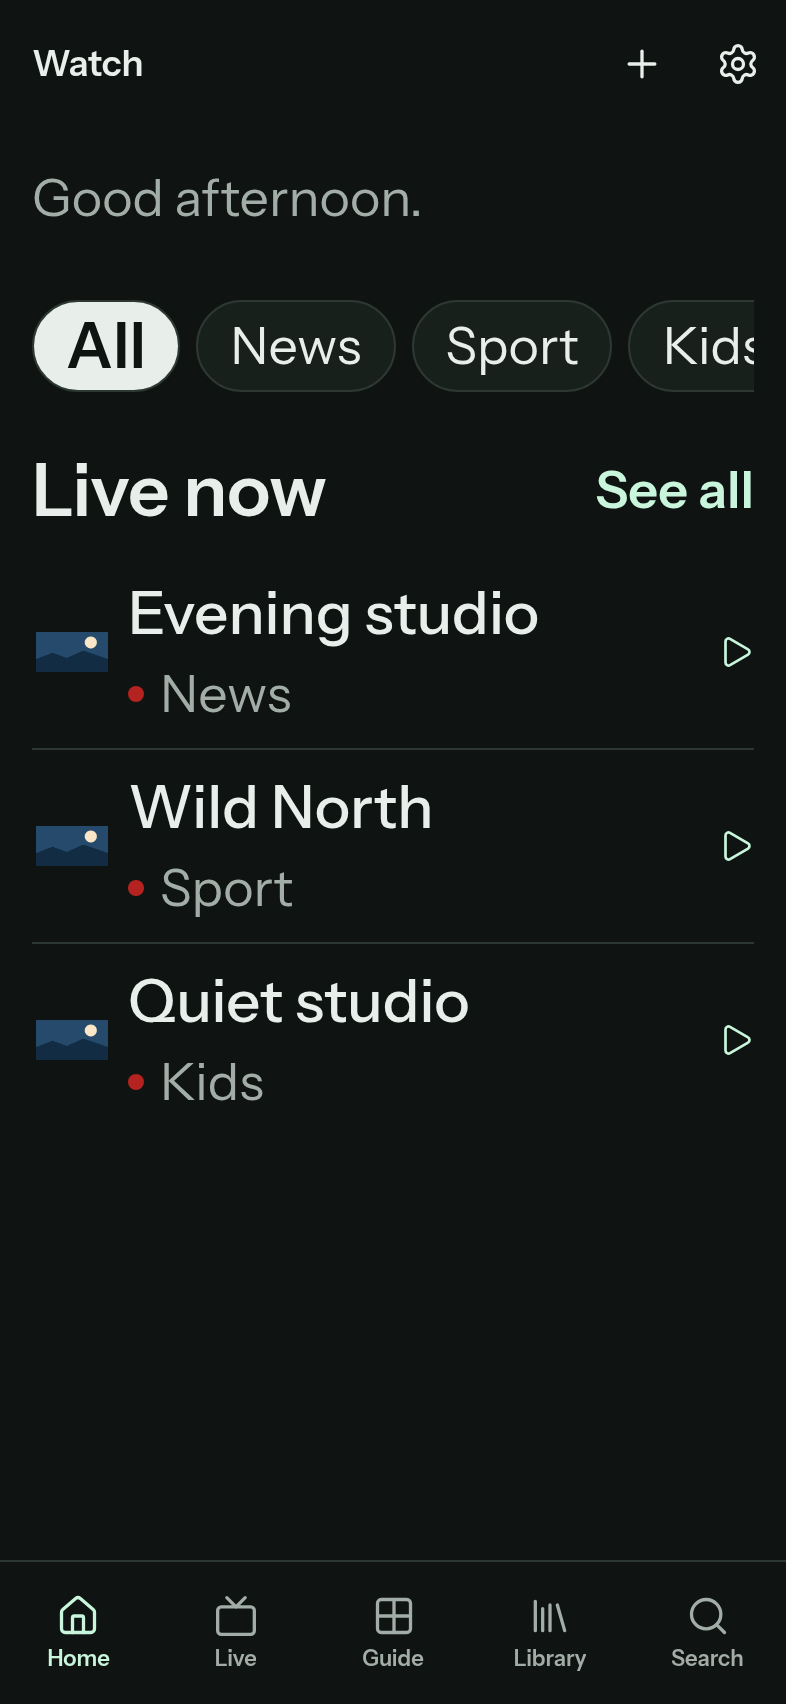 Watch
Good afternoon.
All News Sport Kids
Live now See all
Evening studio
News
Wild North
Sport
Quiet studio
Kids
Home Live Guide Library Search